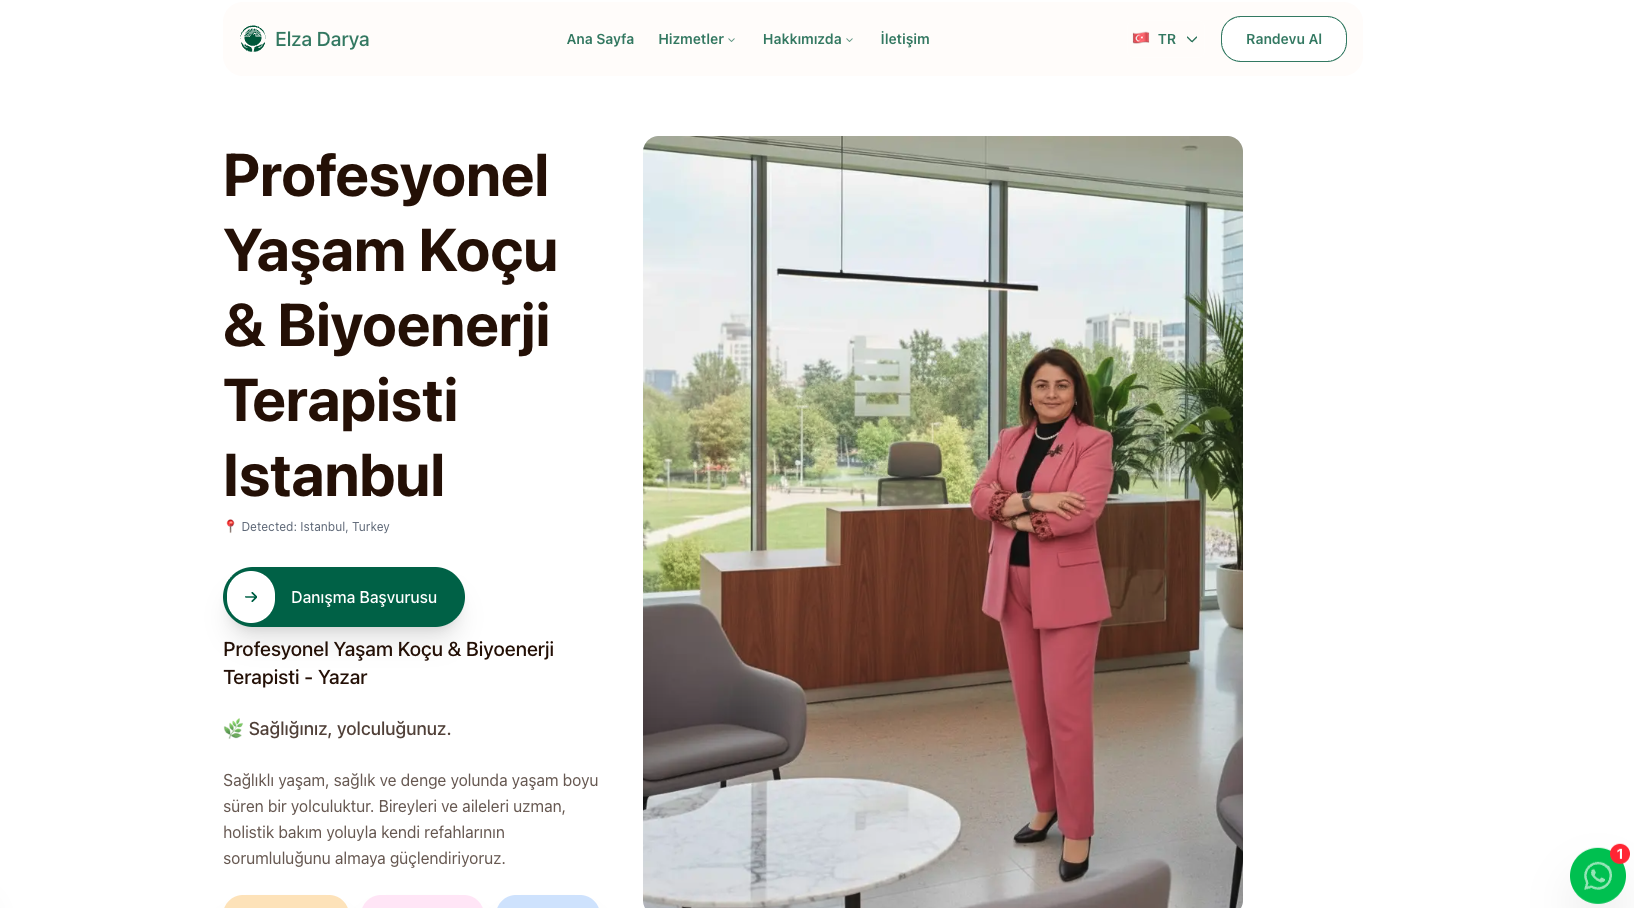 Elza Darya
Ana Sayfa
Hizmetler
Hakkımızda
İletişim
TR
Randevu Al
Profesyonel
Yaşam Koçu
& Biyoenerji
Terapisti
Istanbul
📍 Detected: Istanbul, Turkey
→ Danışma Başvurusu
Profesyonel Yaşam Koçu & Biyoenerji
Terapisti - Yazar
🌿 Sağlığınız, yolculuğunuz.
Sağlıklı yaşam, sağlık ve denge yolunda yaşam boyu
süren bir yolculuktur. Bireyleri ve aileleri uzman,
holistik bakım yoluyla kendi refahlarının
sorumluluğunu almaya güçlendiriyoruz.
1